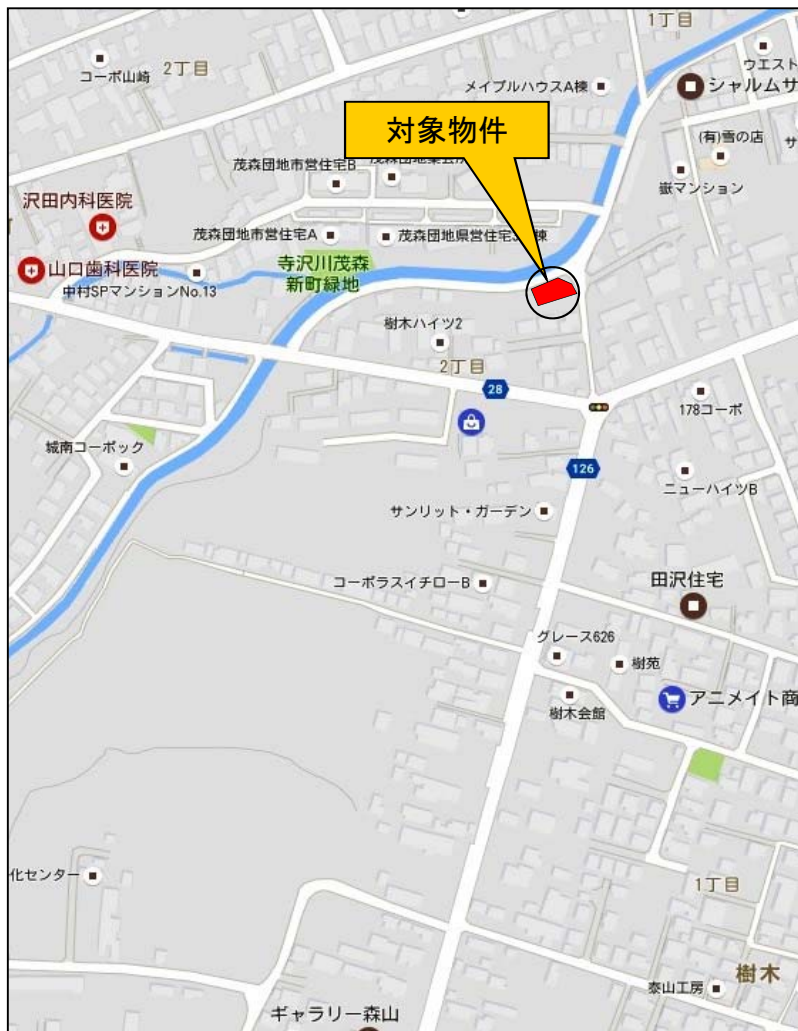 1丁目
コーポ山崎
2丁目
ウエスト
メイプルハウスA棟
シャルムサ
対象物件
(有)雪の店
サ
茂森団地市営住宅B
嶽マンション
沢田内科医院
茂森団地市営住宅A
茂森団地県営住宅
棟
山口歯科医院
寺沢川茂森
新町緑地
中村SPマンションNo.13
樹木ハイツ2
2丁目
28
178コーポ
城南コーポック
126
ニューハイツB
サンリット・ガーデン
コーポラスイチローB
田沢住宅
グレース626
樹苑
アニメイト商
樹木会館
化センター
1丁目
樹木
泰山工房
ギャラリー森山